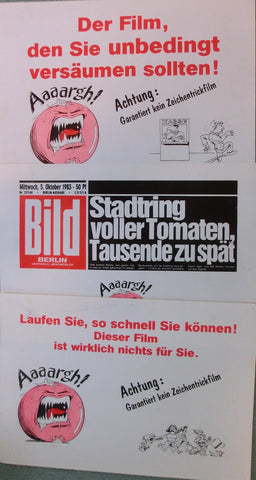 Der Film,
den Sie unbedingt
versäumen sollten!
Aaaargh!
Achtung:
Garantiert kein Zeichentrickfilm
Mittwoch, 5. Oktober 1983 - 50 Pf
BERLIN-AUSGABE
Bild
BERLIN
Stadtring
voller Tomaten,
Tausende zu spät
Aaaargh!
Laufen Sie, so schnell Sie können!
Dieser Film
ist wirklich nichts für Sie.
Aaaargh!
Achtung:
Garantiert kein Zeichentrickfilm